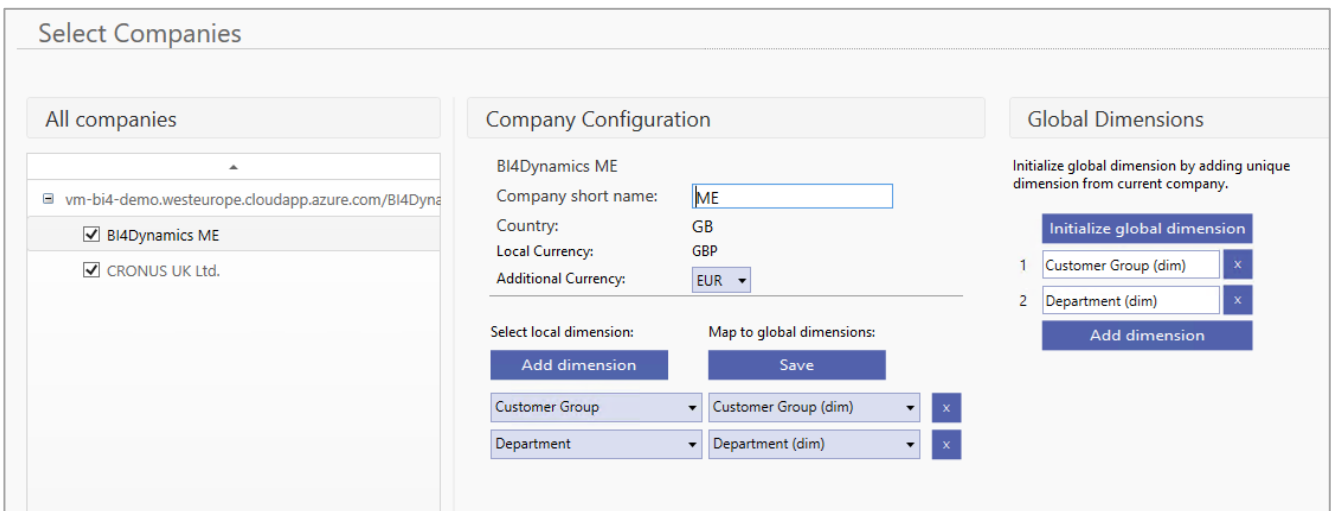 Select Companies
All companies
vm-bi4-demo.westeurope.cloudapp.azure.com/BI4Dyna
BI4Dynamics ME
CRONUS UK Ltd.
Company Configuration
BI4Dynamics ME
Company short name: ME
Country: GB
Local Currency: GBP
Additional Currency: EUR
Select local dimension: Map to global dimensions:
Add dimension Save
Customer Group Customer Group (dim) x
Department Department (dim) x
Global Dimensions
Initialize global dimension by adding unique
dimension from current company.
Initialize global dimension
1 Customer Group (dim) x
2 Department (dim) x
Add dimension